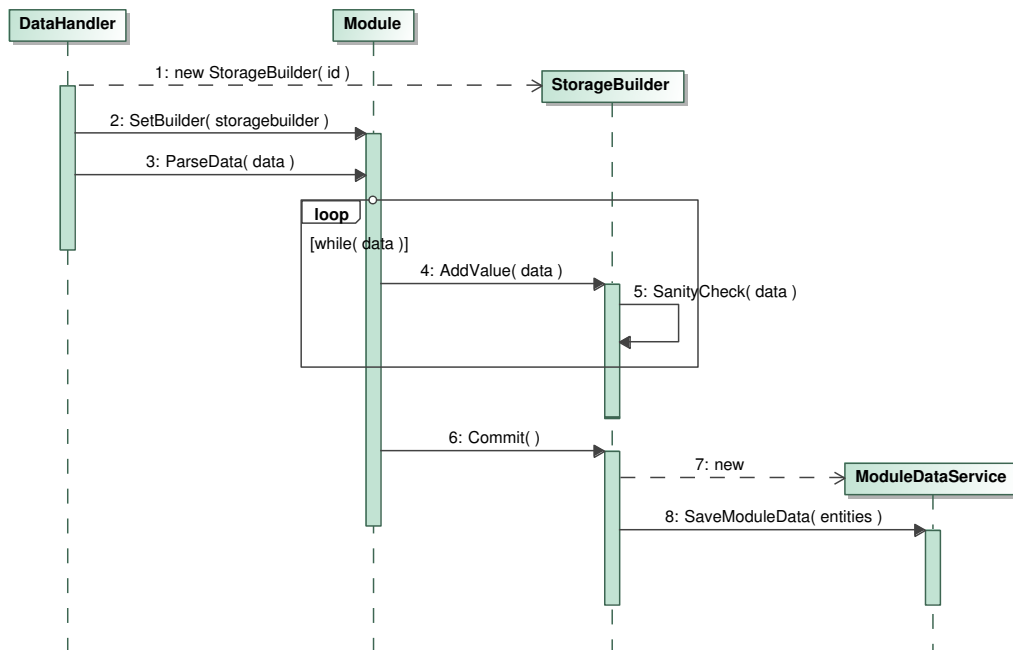 DataHandler
Module
1: new StorageBuilder( id )
StorageBuilder
2: SetBuilder( storagebuilder )
3: ParseData( data )
loop
[while( data )]
4: AddValue( data )
5: SanityCheck( data )
6: Commit( )
7: new
ModuleDataService
8: SaveModuleData( entities )